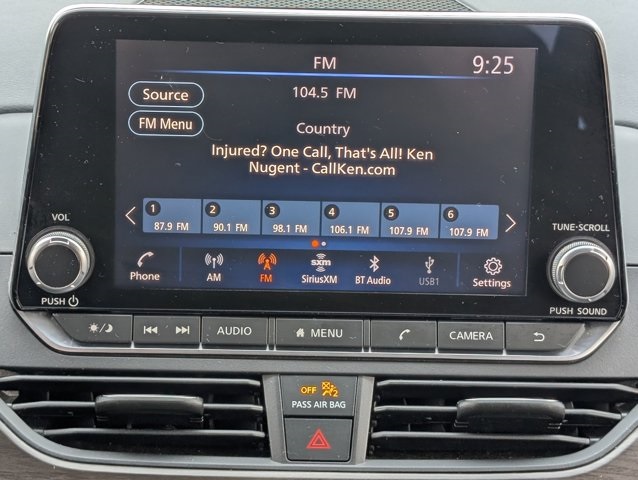 FM
9:25
Source
104.5 FM
FM Menu
Country
Injured? One Call, That's All! Ken
Nugent - CallKen.com
1 2 3 4 5 6
87.9 FM 90.1 FM 98.1 FM 106.1 FM 107.9 FM 107.9 FM
Phone AM FM sxm SiriusXM BT Audio USB1 Settings
VOL
PUSH
TUNE·SCROLL
PUSH SOUND
AUDIO MENU CAMERA
OFF 2
PASS AIR BAG